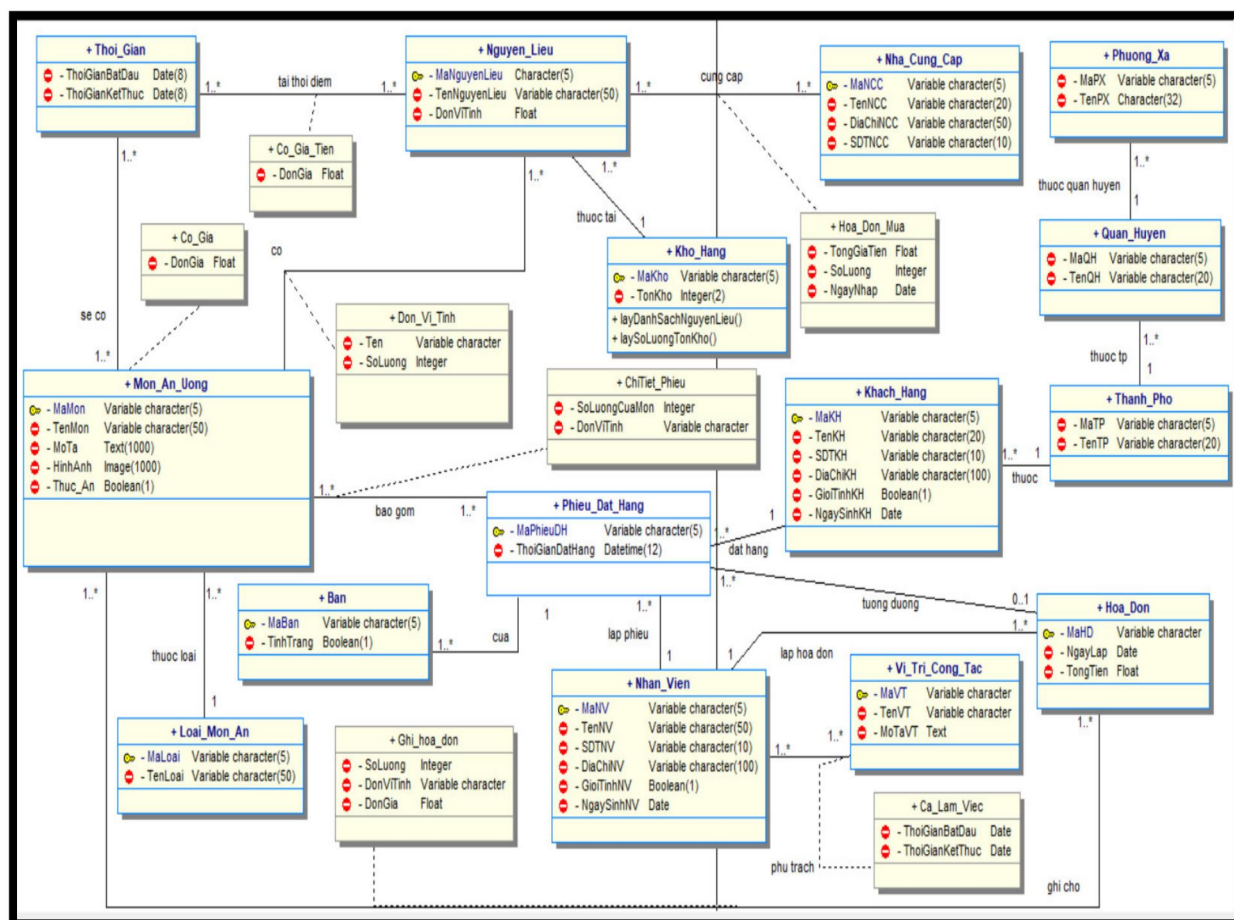 + Thoi_Gian
- ThoiGianBatDau Date(8)
- ThoiGianKetThuc Date(8)
1..*
tai thoi diem
1..*
+ Nguyen_Lieu
- MaNguyenLieu Character(5)
- TenNguyenLieu Variable character(50)
- DonViTinh Float
1..*
cung cap
1..*
+ Nha_Cung_Cap
- MaNCC Variable character(5)
- TenNCC Variable character(20)
- DiaChiNCC Variable character(50)
- SDTNCC Variable character(10)
+ Phuong_Xa
- MaPX Variable character(5)
- TenPX Character(32)
1..*
thuoc quan huyen
1
1..*
+ Co_Gia_Tien
- DonGia Float
1..*
1..*
thuoc tai
1
+ Co_Gia
- DonGia Float
co
+ Kho_Hang
- MaKho Variable character(5)
- TonKho Integer(2)
+ layDanhSachNguyenLieu()
+ laySoLuongTonKho()
+ Hoa_Don_Mua
- TongGiaTien Float
- SoLuong Integer
- NgayNhap Date
+ Quan_Huyen
- MaQH Variable character(5)
- TenQH Variable character(20)
1..*
thuoc tp
1
se co
1..*
+ Don_Vi_Tinh
- Ten Variable character
- SoLuong Integer
+ Mon_An_Uong
- MaMon Variable character(5)
- TenMon Variable character(50)
- MoTa Text(1000)
- HinhAnh Image(1000)
- Thuc_An Boolean(1)
+ ChiTiet_Phieu
- SoLuongCuaMon Integer
- DonViTinh Variable character
+ Khach_Hang
- MaKH Variable character(5)
- TenKH Variable character(20)
- SDTKH Variable character(10)
- DiaChiKH Variable character(100)
- GioiTinhKH Boolean(1)
- NgaySinhKH Date
+ Thanh_Pho
- MaTP Variable character(5)
- TenTP Variable character(20)
1..*
1
thuoc
1..*
bao gom
1..*
+ Phieu_Dat_Hang
- MaPhieuDH Variable character(5)
- ThoiGianDatHang Datetime(12)
1
1..*
dat hang
1..*
1..*
1..*
tuong duong
0..1
+ Ban
- MaBan Variable character(5)
- TinhTrang Boolean(1)
1
cua
1..*
1..*
lap phieu
1
1
lap hoa don
1..*
+ Hoa_Don
- MaHD Variable character
- NgayLap Date
- TongTien Float
thuoc loai
1
+ Loai_Mon_An
- MaLoai Variable character(5)
- TenLoai Variable character(50)
+ Ghi_hoa_don
- SoLuong Integer
- DonViTinh Variable character
- DonGia Float
+ Nhan_Vien
- MaNV Variable character(5)
- TenNV Variable character(50)
- SDTNV Variable character(10)
- DiaChiNV Variable character(100)
- GioiTinhNV Boolean(1)
- NgaySinhNV Date
+ Vi_Tri_Cong_Tac
- MaVT Variable character
- TenVT Variable character
- MoTaVT Text
1..*
1..*
1..*
+ Ca_Lam_Viec
- ThoiGianBatDau Date
- ThoiGianKetThuc Date
phu trach
ghi cho